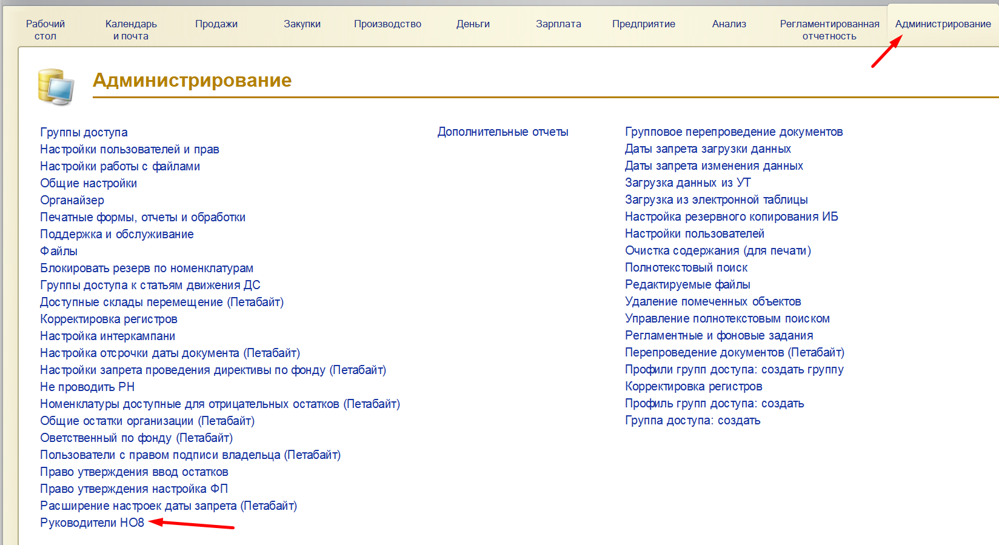 Рабочий
стол
Календарь
и почта
Продажи
Закупки
Производство
Деньги
Зарплата
Предприятие
Анализ
Регламентированная
отчетность
Администрирование
Администрирование
Группы доступа
Настройки пользователей и прав
Настройки работы с файлами
Общие настройки
Органайзер
Печатные формы, отчеты и обработки
Поддержка и обслуживание
Файлы
Блокировать резерв по номенклатурам
Группы доступа к статьям движения ДС
Доступные склады перемещение (Петабайт)
Корректировка регистров
Настройка интеркампани
Настройка отсрочки даты документа (Петабайт)
Настройки запрета проведения директивы по фонду (Петабайт)
Не проводить РН
Номенклатуры доступные для отрицательных остатков (Петабайт)
Общие остатки организации (Петабайт)
Оветственный по фонду (Петабайт)
Пользователи с правом подписи владельца (Петабайт)
Право утверждения ввод остатков
Право утверждения настройка ФП
Расширение настроек даты запрета (Петабайт)
Руководители НО8
Дополнительные отчеты
Групповое перепроведение документов
Даты запрета загрузки данных
Даты запрета изменения данных
Загрузка данных из УТ
Загрузка из электронной таблицы
Настройка резервного копирования ИБ
Настройки пользователей
Очистка содержания (для печати)
Полнотекстовый поиск
Редактируемые файлы
Удаление помеченных объектов
Управление полнотекстовым поиском
Регламентные и фоновые задания
Перепроведение документов (Петабайт)
Профили групп доступа: создать группу
Корректировка регистров
Профиль групп доступа: создать
Группа доступа: создать